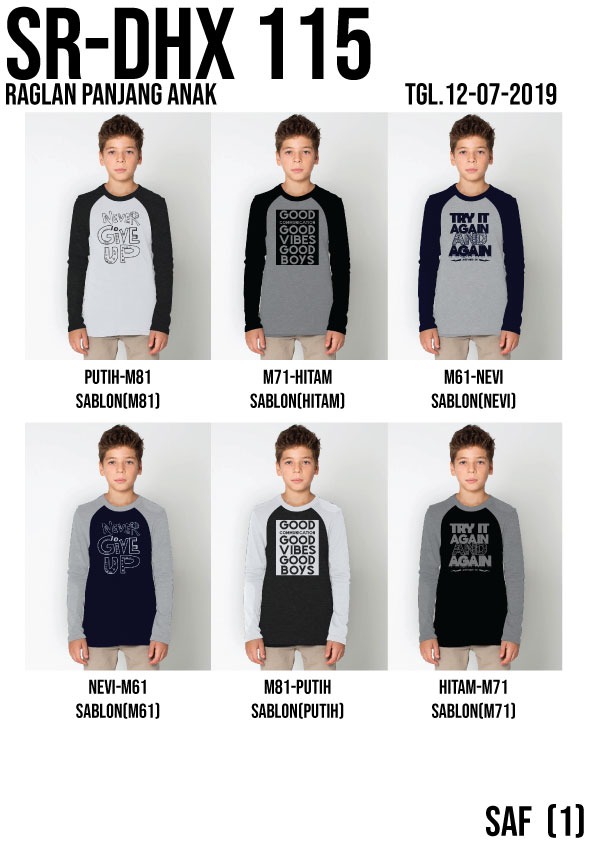 SR-DHX 115
RAGLAN PANJANG ANAK
TGL.12-07-2019
NEVER
GIVE
UP
GOOD
COMMUNICATION
GOOD
VIBES
GOOD
BOYS
TRY IT
AGAIN
AND
AGAIN
PUTIH-M81
SABLON(M81)
M71-HITAM
SABLON(HITAM)
M61-NEVI
SABLON(NEVI)
NEVER
GIVE
UP
GOOD
COMMUNICATION
GOOD
VIBES
GOOD
BOYS
TRY IT
AGAIN
AND
AGAIN
NEVI-M61
SABLON(M61)
M81-PUTIH
SABLON(PUTIH)
HITAM-M71
SABLON(M71)
SAF (1)